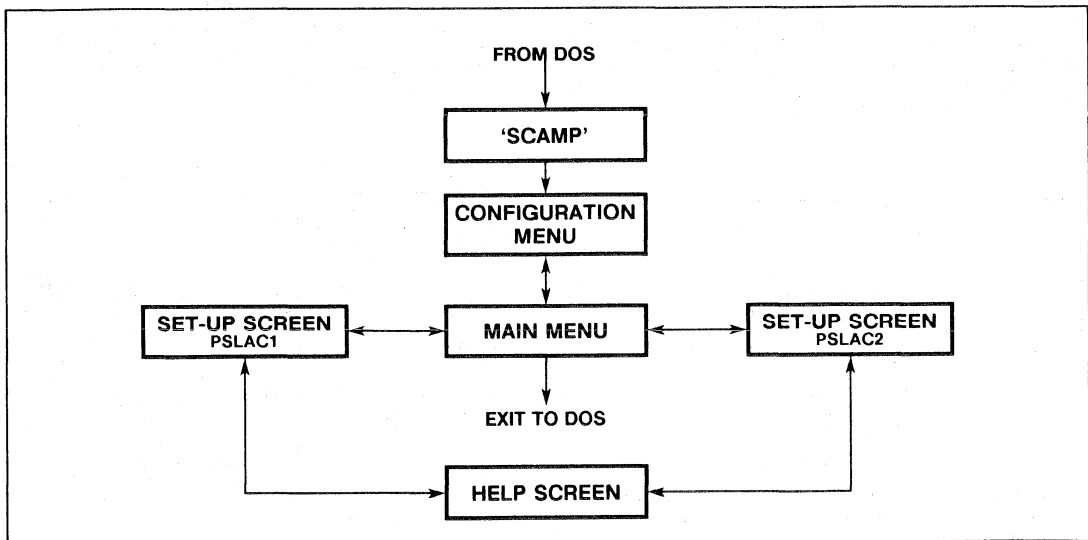 FROM DOS
‘SCAMP’
CONFIGURATION
MENU
SET-UP SCREEN
PSLAC1
MAIN MENU
SET-UP SCREEN
PSLAC2
EXIT TO DOS
HELP SCREEN